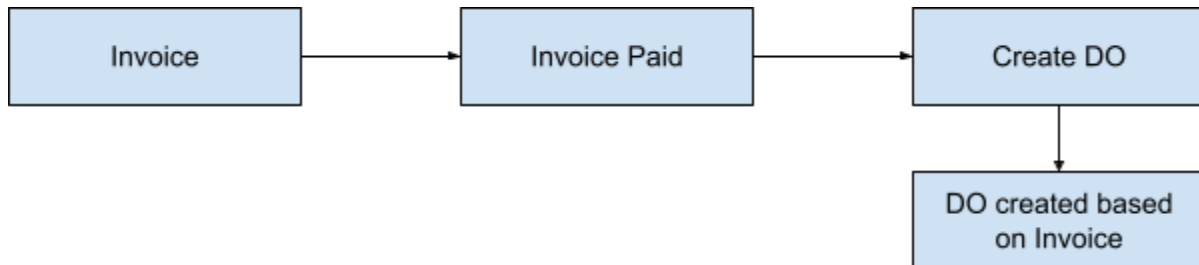 Invoice
Invoice Paid
Create DO
DO created based
on Invoice